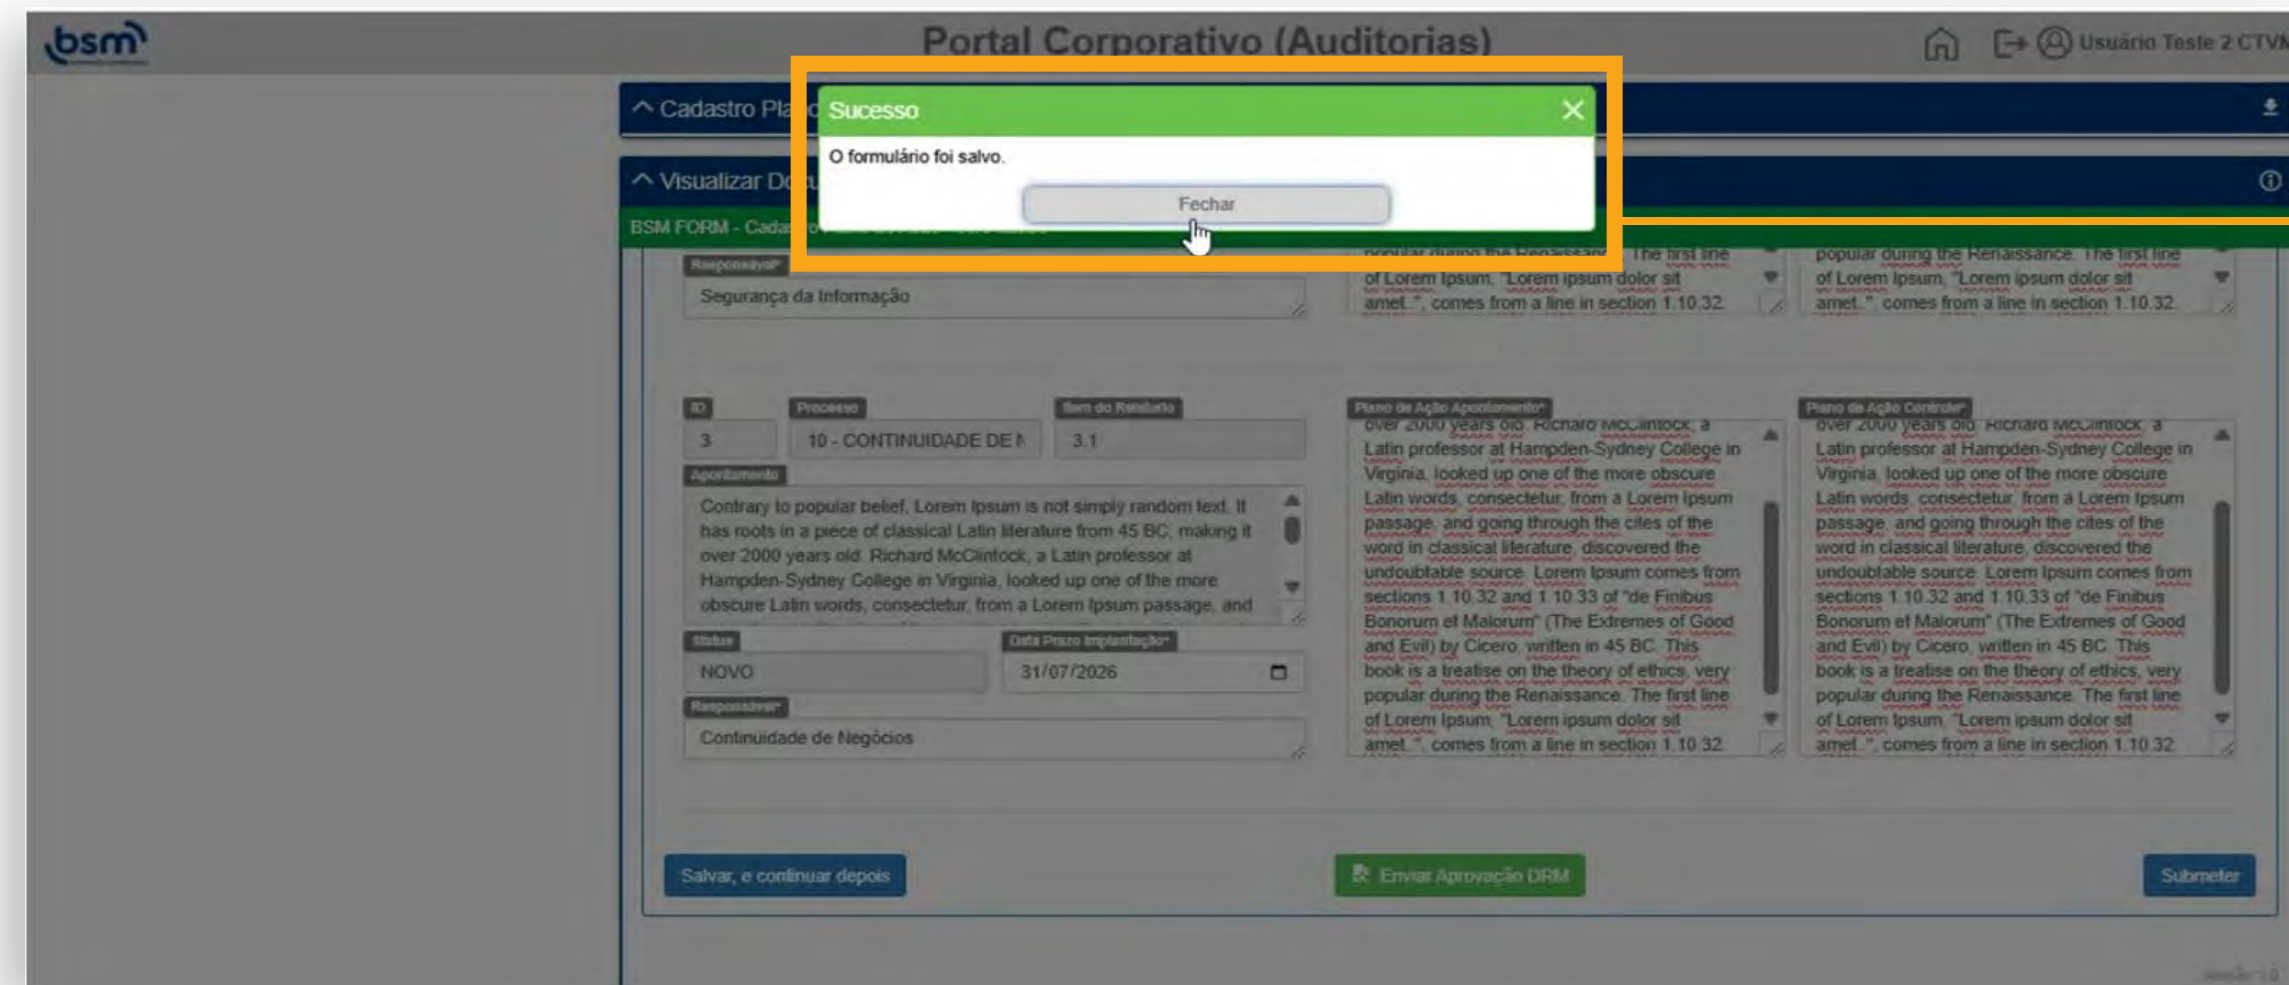 bsm
Portal Corporativo (Auditorias)
Usuário Teste 2 CTVM
Cadastro Pla
Sucesso
O formulário foi salvo.
Fechar
Visualizar Docu
BSM FORM - Cadas
Responsável*
Segurança da Informação
popular during the Renaissance. The first line
of Lorem Ipsum, "Lorem ipsum dolor sit
amet..", comes from a line in section 1.10.32.
popular during the Renaissance. The first line
of Lorem Ipsum, "Lorem ipsum dolor sit
amet..", comes from a line in section 1.10.32.
ID
Processo
Item do Relatório
3
10 - CONTINUIDADE DE N
3.1
Apontamento
Contrary to popular belief, Lorem Ipsum is not simply random text. It
has roots in a piece of classical Latin literature from 45 BC, making it
over 2000 years old. Richard McClintock, a Latin professor at
Hampden-Sydney College in Virginia, looked up one of the more
obscure Latin words, consectetur, from a Lorem Ipsum passage, and
Status
Data Prazo Implantação*
NOVO
31/07/2026
Responsável*
Continuidade de Negócios
Plano de Ação Apontamento*
over 2000 years old. Richard McClintock, a
Latin professor at Hampden-Sydney College in
Virginia, looked up one of the more obscure
Latin words, consectetur, from a Lorem Ipsum
passage, and going through the cites of the
word in classical literature, discovered the
undoubtable source. Lorem Ipsum comes from
sections 1.10.32 and 1.10.33 of "de Finibus
Bonorum et Malorum" (The Extremes of Good
and Evil) by Cicero, written in 45 BC. This
book is a treatise on the theory of ethics, very
popular during the Renaissance. The first line
of Lorem Ipsum, "Lorem ipsum dolor sit
amet..", comes from a line in section 1.10.32.
Plano de Ação Controle*
over 2000 years old. Richard McClintock, a
Latin professor at Hampden-Sydney College in
Virginia, looked up one of the more obscure
Latin words, consectetur, from a Lorem Ipsum
passage, and going through the cites of the
word in classical literature, discovered the
undoubtable source. Lorem Ipsum comes from
sections 1.10.32 and 1.10.33 of "de Finibus
Bonorum et Malorum" (The Extremes of Good
and Evil) by Cicero, written in 45 BC. This
book is a treatise on the theory of ethics, very
popular during the Renaissance. The first line
of Lorem Ipsum, "Lorem ipsum dolor sit
amet..", comes from a line in section 1.10.32.
Salvar, e continuar depois
Enviar Aprovação DRM
Submeter